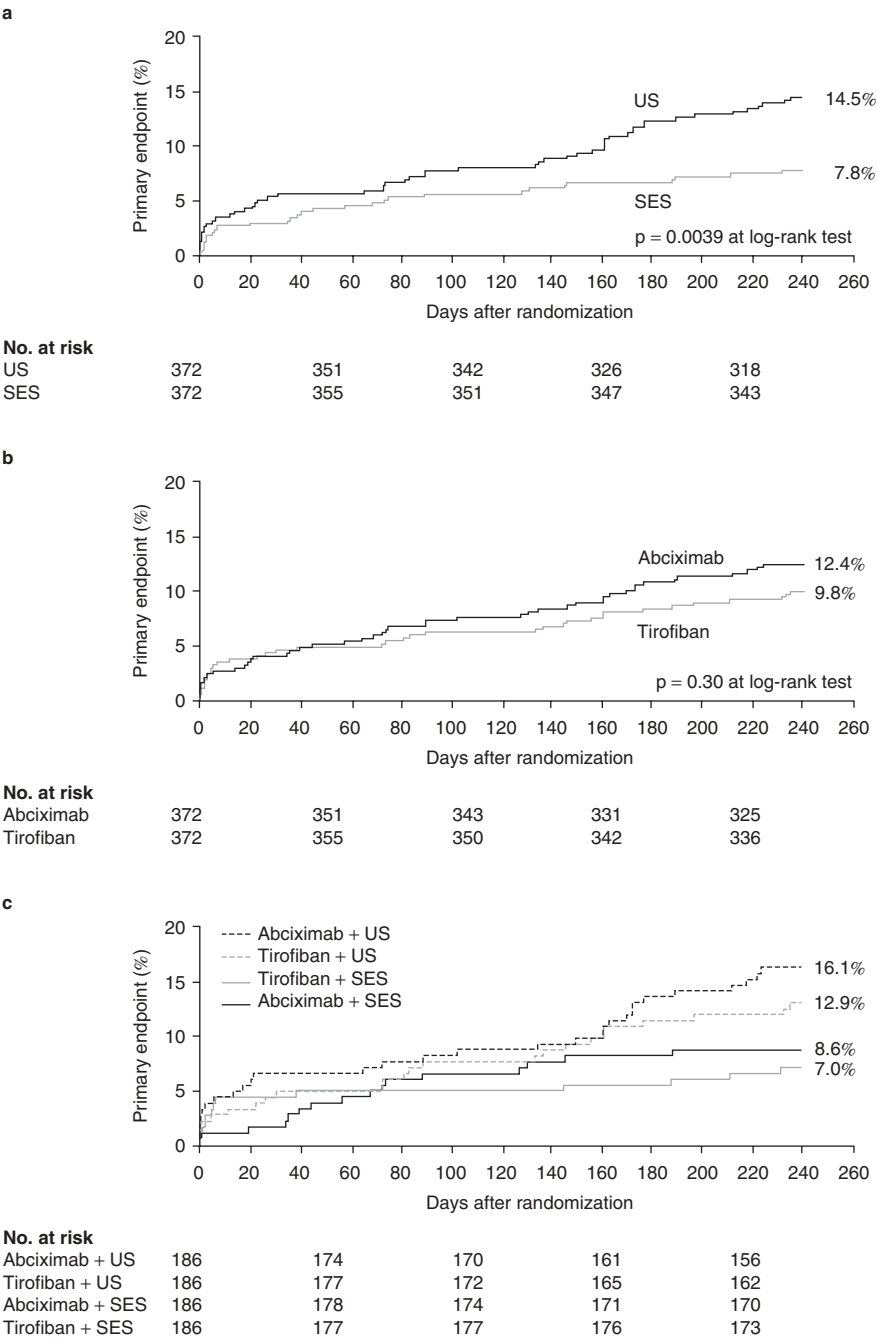 a
20
15
10
5
0
Primary endpoint (%)
US
14.5%
SES
7.8%
p = 0.0039 at log-rank test
0 20 40 60 80 100 120 140 160 180 200 220 240 260
Days after randomization
No. at risk
US 372 351 342 326 318
SES 372 355 351 347 343
b
20
15
10
5
0
Primary endpoint (%)
Abciximab
12.4%
9.8%
Tirofiban
p = 0.30 at log-rank test
0 20 40 60 80 100 120 140 160 180 200 220 240 260
Days after randomization
No. at risk
Abciximab 372 351 343 331 325
Tirofiban 372 355 350 342 336
c
20
15
10
5
0
Primary endpoint (%)
Abciximab + US
Tirofiban + US
Tirofiban + SES
Abciximab + SES
16.1%
12.9%
8.6%
7.0%
0 20 40 60 80 100 120 140 160 180 200 220 240 260
Days after randomization
No. at risk
Abciximab + US 186 174 170 161 156
Tirofiban + US 186 177 172 165 162
Abciximab + SES 186 178 174 171 170
Tirofiban + SES 186 177 177 176 173